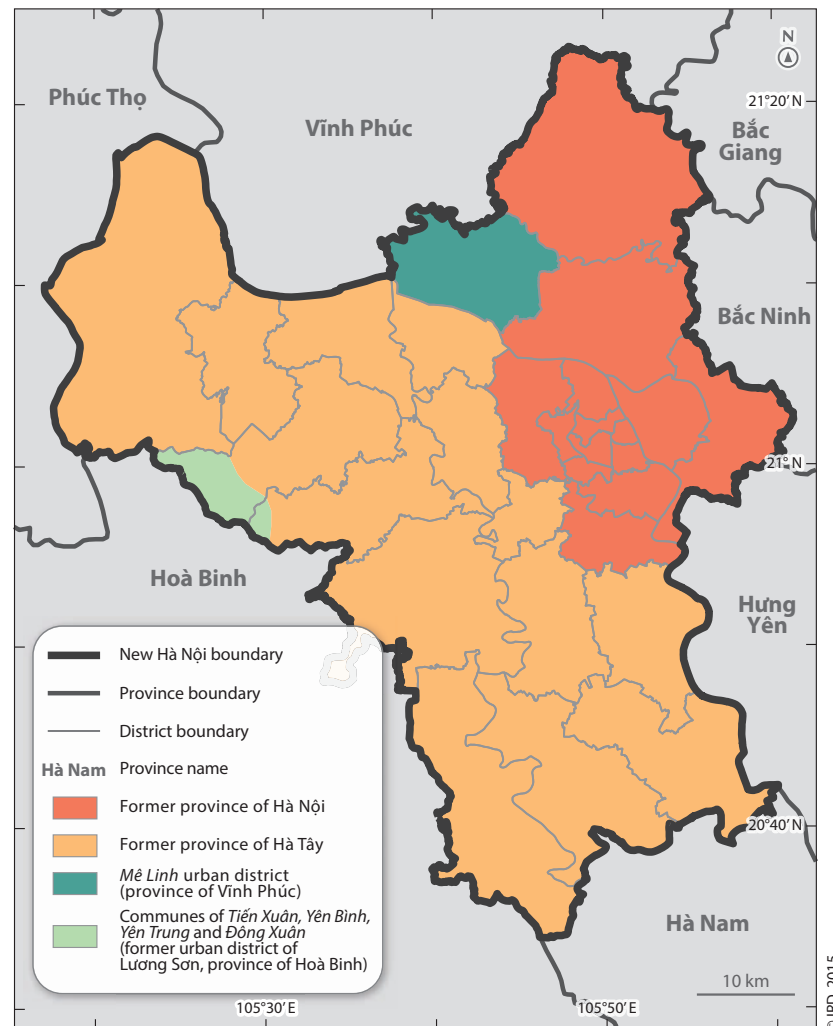 N
21°20' N
Phúc Thọ
Vĩnh Phúc
Bắc
Giang
Bắc Ninh
21° N
Hoà Binh
Hưng
Yên
New Hà Nội boundary
Province boundary
District boundary
Hà Nam Province name
Former province of Hà Nội
Former province of Hà Tây
Mê Linh urban district
(province of Vĩnh Phúc)
Communes of Tiến Xuân, Yên Bình,
Yên Trung and Đông Xuân
(former urban district of
Lương Sơn, province of Hoà Binh)
20°40' N
Hà Nam
10 km
105°30' E
105°50' E